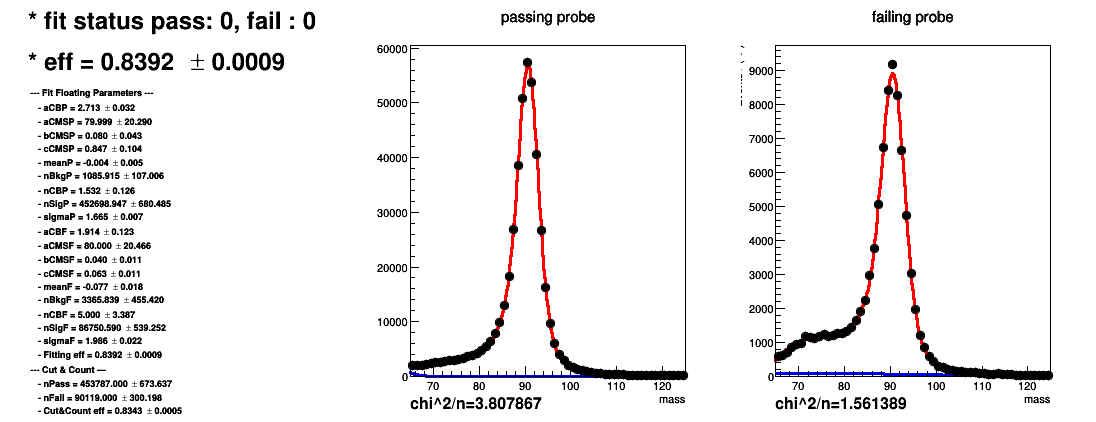 * fit status pass: 0, fail : 0
* eff = 0.8392 ± 0.0009
--- Fit Floating Parameters ---
- aCBP = 2.713 ± 0.032
- aCMSP = 79.999 ± 20.290
- bCMSP = 0.080 ± 0.043
- cCMSP = 0.847 ± 0.104
- meanP = -0.004 ± 0.005
- nBkgP = 1085.915 ± 107.006
- nCBP = 1.532 ± 0.126
- nSigP = 452698.947 ± 680.485
- sigmaP = 1.665 ± 0.007
- aCBF = 1.914 ± 0.123
- aCMSF = 80.000 ± 20.466
- bCMSF = 0.040 ± 0.011
- cCMSF = 0.063 ± 0.011
- meanF = -0.077 ± 0.018
- nBkgF = 3365.839 ± 455.420
- nCBF = 5.000 ± 3.387
- nSigF = 86750.590 ± 539.252
- sigmaF = 1.986 ± 0.022
- Fitting eff = 0.8392 ± 0.0009
--- Cut & Count ---
- nPass = 453787.000 ± 673.637
- nFail = 90119.000 ± 300.198
- Cut&Count eff = 0.8343 ± 0.0005
passing probe
60000
50000
40000
30000
20000
10000
0
70 80 90 100 110 120
mass
chi^2/n=3.807867
failing probe
9000
8000
7000
6000
5000
4000
3000
2000
1000
0
70 80 90 100 110 120
mass
chi^2/n=1.561389